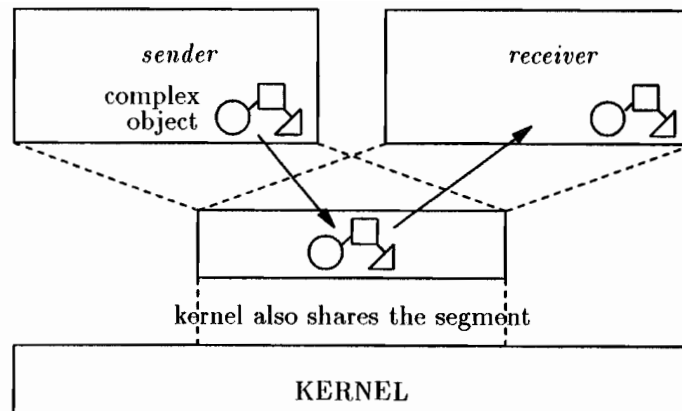 sender
receiver
complex
object
kernel also shares the segment
KERNEL